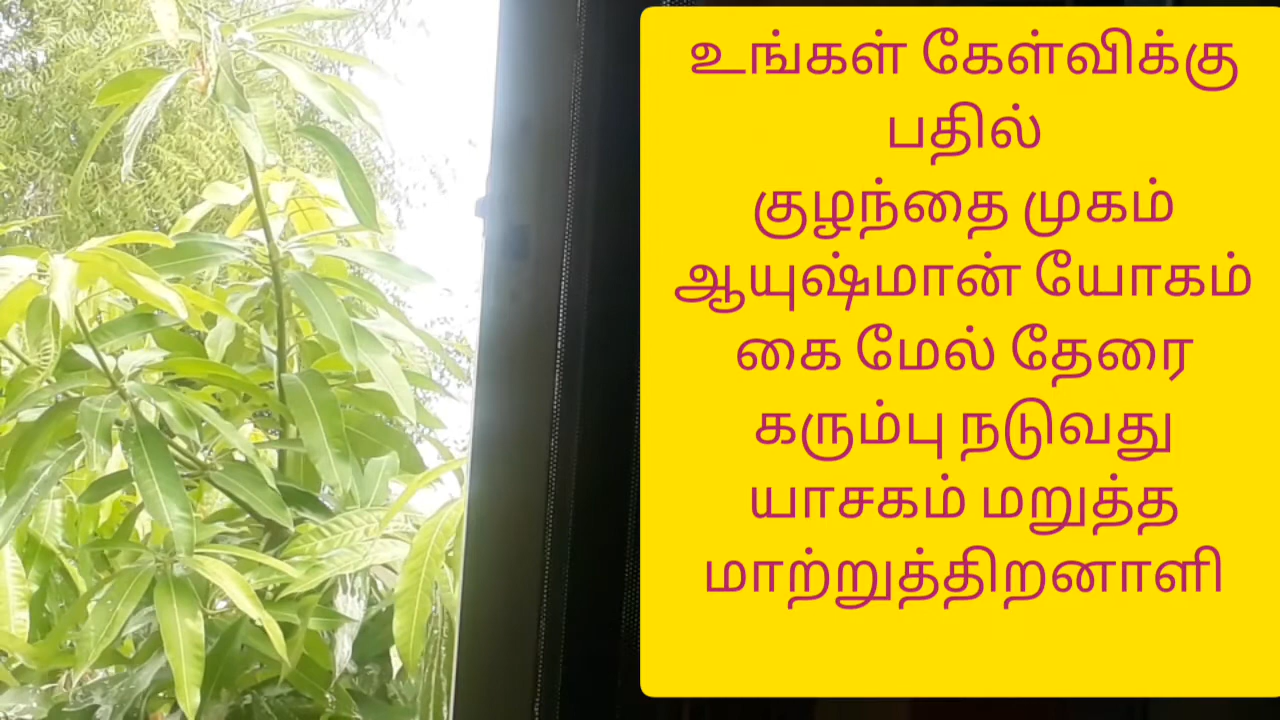 உங்கள் கேள்விக்கு
பதில்
குழந்தை முகம்
ஆயுஷ்மான் யோகம்
கை மேல் தேரை
கரும்பு நடுவது
யாசகம் மறுத்த
மாற்றுத்திறனாளி